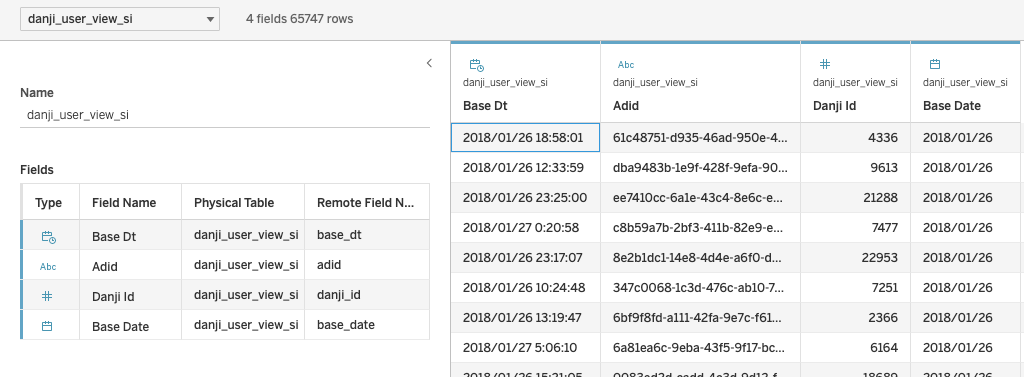 danji_user_view_si 4 fields 65747 rows
Name
danji_user_view_si
Fields
Type Field Name Physical Table Remote Field N...
Base Dt danji_user_view_si base_dt
Abc Adid danji_user_view_si adid
# Danji Id danji_user_view_si danji_id
Base Date danji_user_view_si base_date
Abc #
danji_user_view_si danji_user_view_si danji_user_view_si danji_user_view_si
Base Dt Adid Danji Id Base Date
2018/01/26 18:58:01 61c48751-d935-46ad-950e-4... 4336 2018/01/26
2018/01/26 12:33:59 dba9483b-1e9f-428f-9efa-90... 9613 2018/01/26
2018/01/26 23:25:00 ee7410cc-6a1e-43c4-8e6c-e... 21288 2018/01/26
2018/01/27 0:20:58 c8b59a7b-2bf3-411b-82e9-e... 7477 2018/01/26
2018/01/26 23:17:07 8e2b1dc1-14e8-4d4e-a6f0-d... 22953 2018/01/26
2018/01/26 10:24:48 347c0068-1c3d-476c-ab10-7... 7251 2018/01/26
2018/01/26 13:19:47 6bf9f8fd-a111-42fa-9e7c-f61... 2366 2018/01/26
2018/01/27 5:06:10 6a81ea6c-9eba-43f5-9f17-bc... 6164 2018/01/26